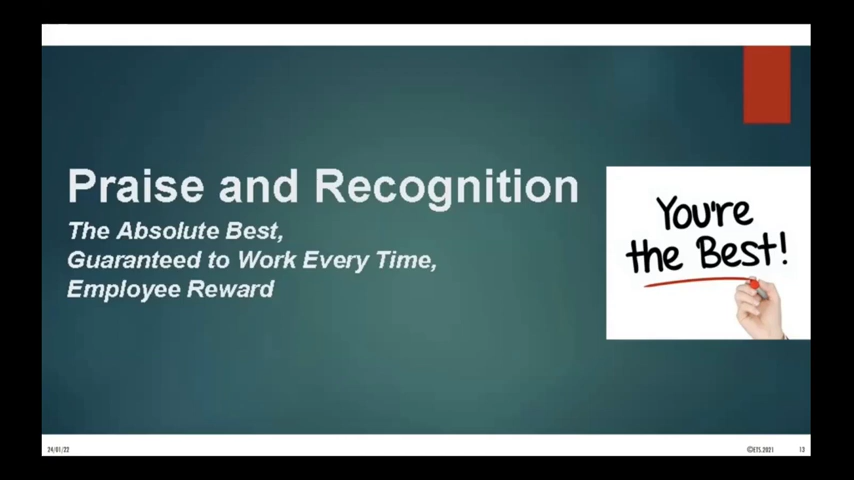 Praise and Recognition
The Absolute Best,
Guaranteed to Work Every Time,
Employee Reward
You're
the Best!
24/01/22
©ETS.2021
13